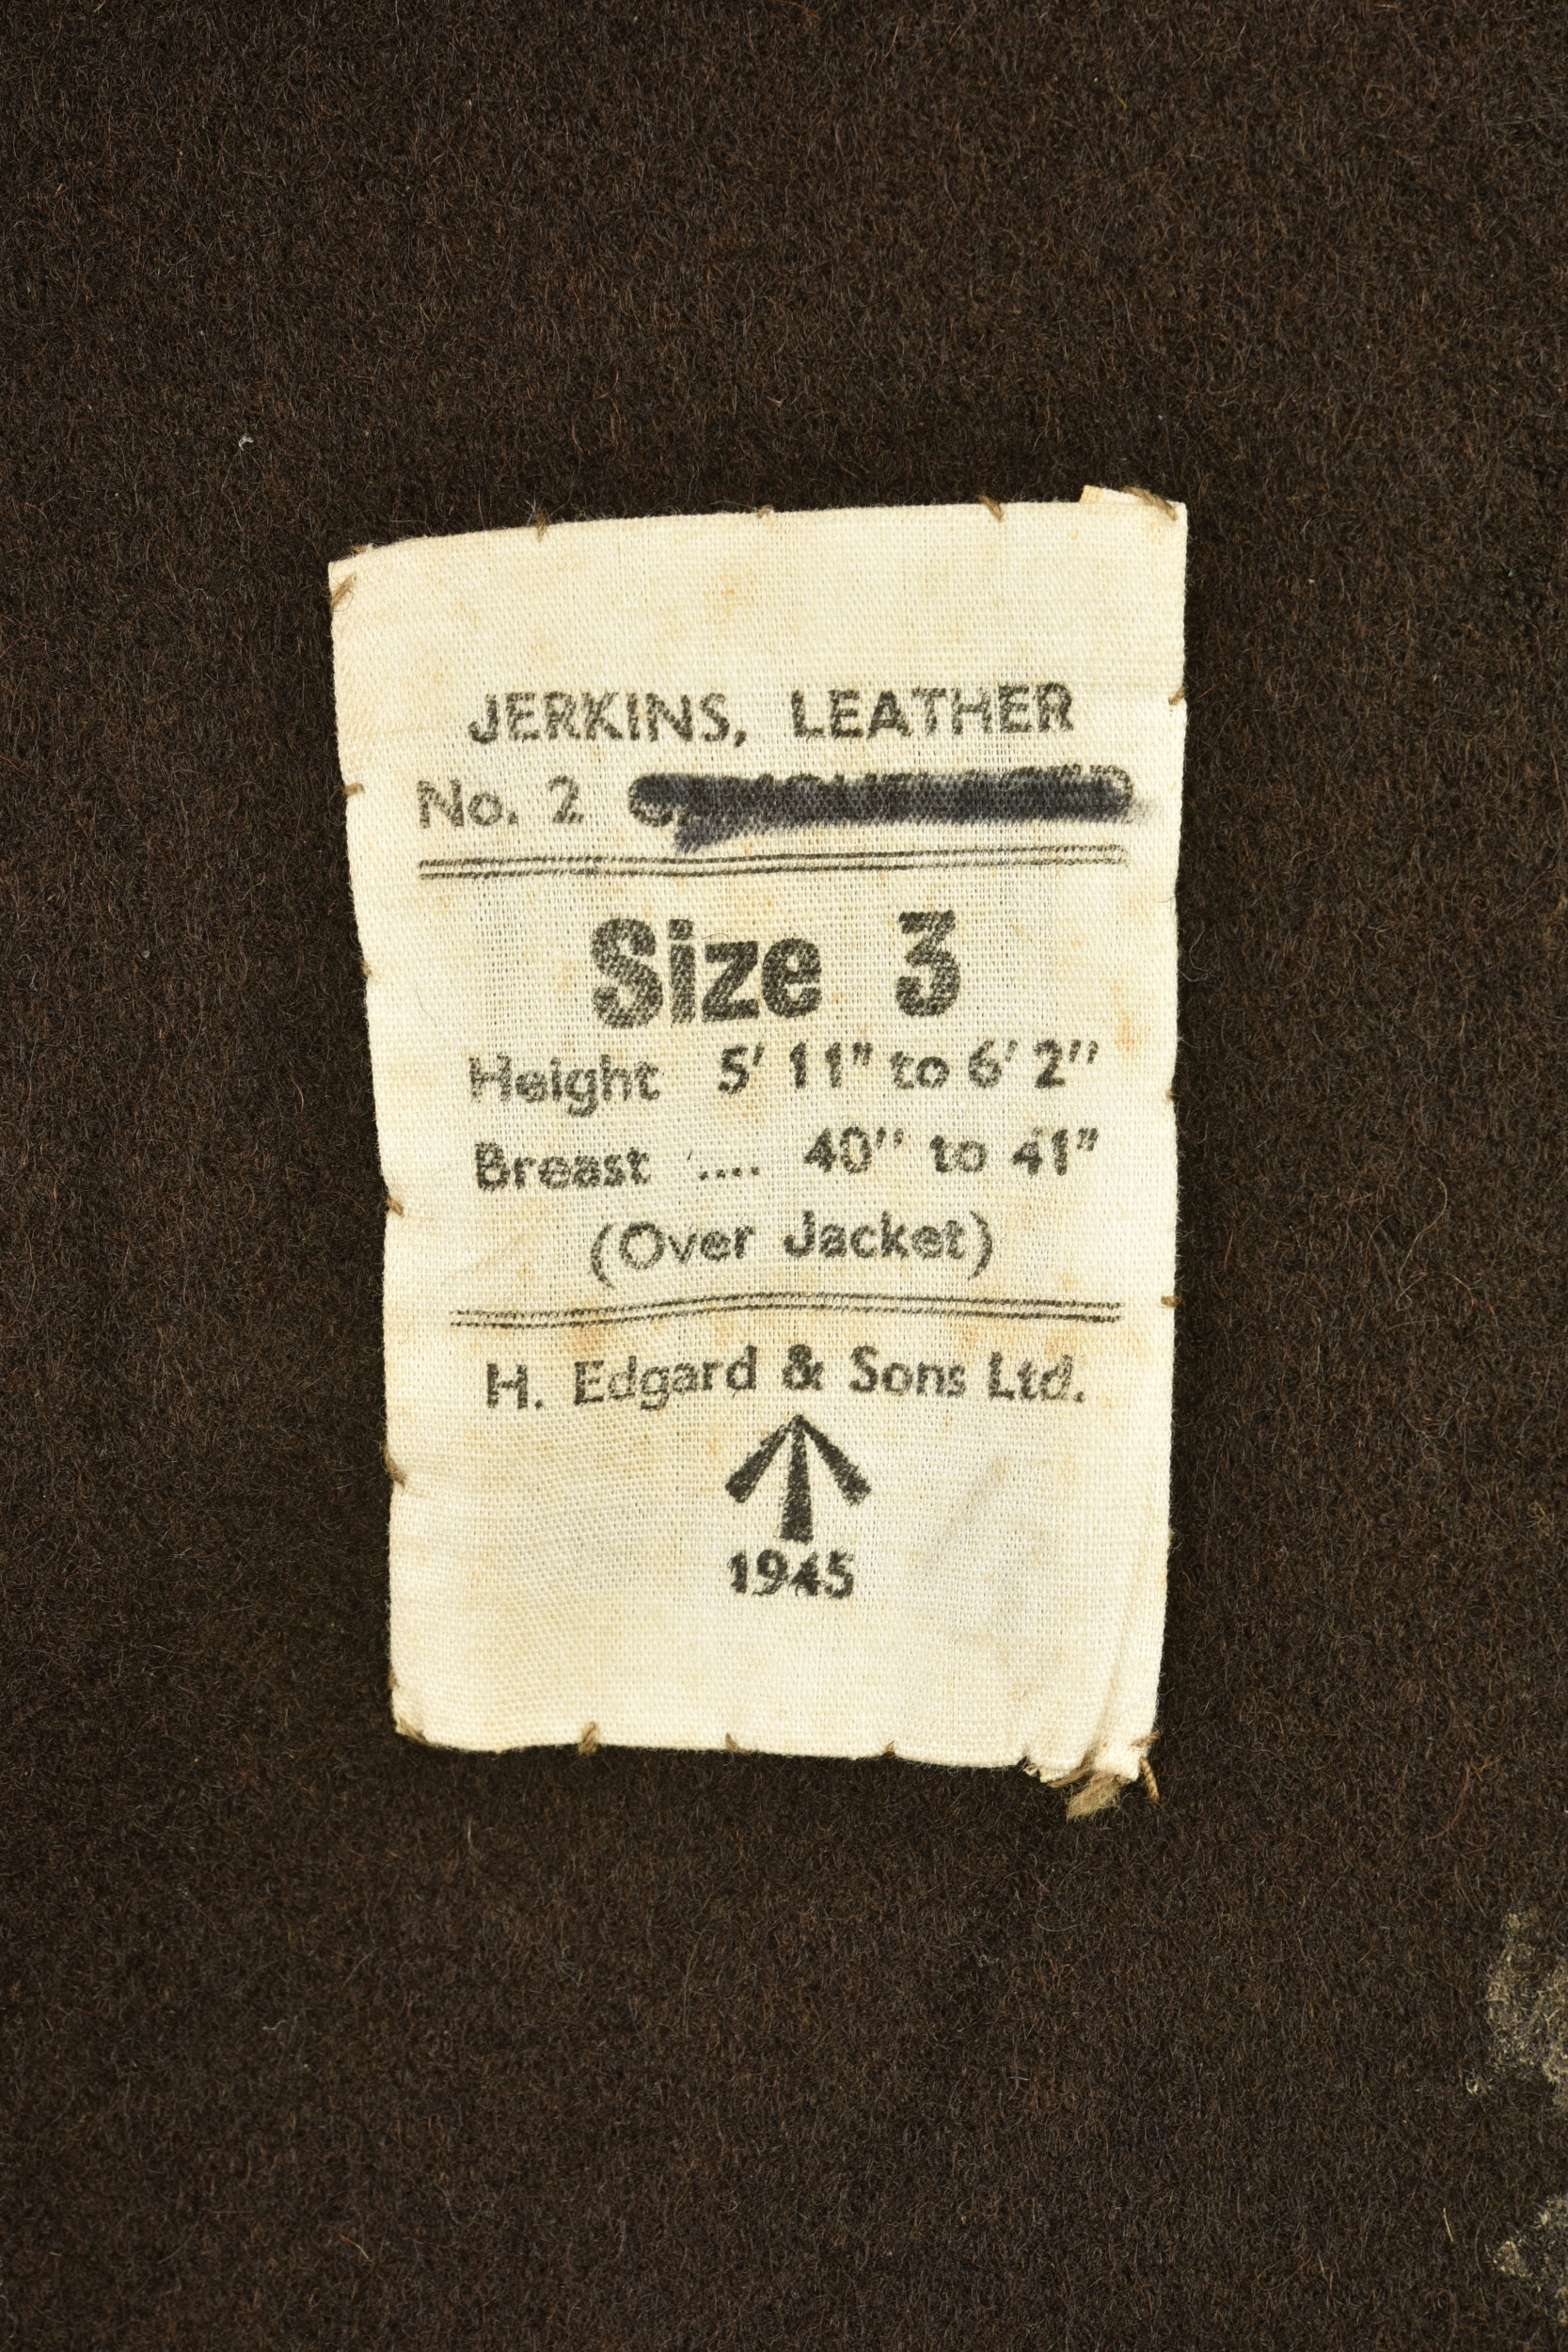 JERKINS, LEATHER
No. 2
Size 3
Height 5' 11" to 6' 2"
Breast .... 40" to 41"
(Over Jacket)
H. Edgard & Sons Ltd.
1945